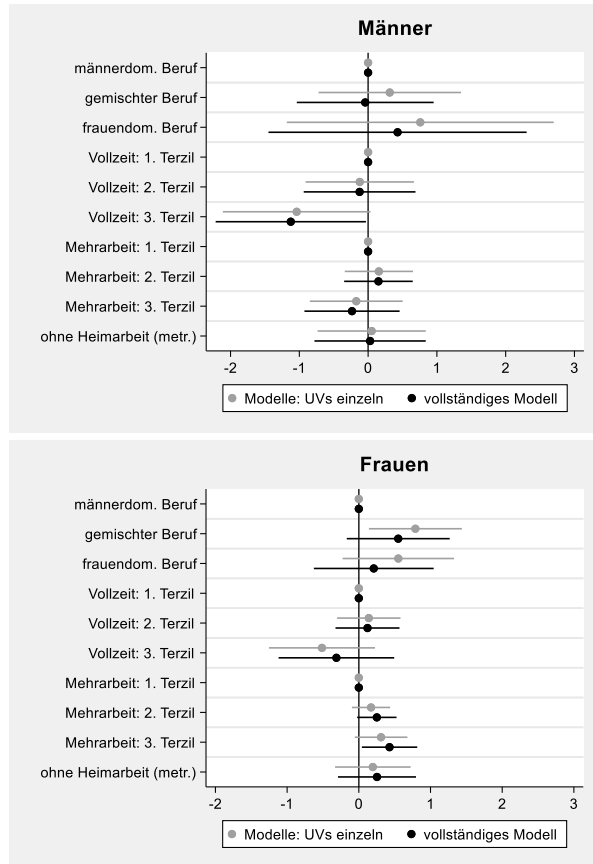 Männer
männerdom. Beruf
gemischter Beruf
frauendom. Beruf
Vollzeit: 1. Terzil
Vollzeit: 2. Terzil
Vollzeit: 3. Terzil
Mehrarbeit: 1. Terzil
Mehrarbeit: 2. Terzil
Mehrarbeit: 3. Terzil
ohne Heimarbeit (metr.)
-2 -1 0 1 2 3
Modelle: UVs einzeln vollständiges Modell
Frauen
männerdom. Beruf
gemischter Beruf
frauendom. Beruf
Vollzeit: 1. Terzil
Vollzeit: 2. Terzil
Vollzeit: 3. Terzil
Mehrarbeit: 1. Terzil
Mehrarbeit: 2. Terzil
Mehrarbeit: 3. Terzil
ohne Heimarbeit (metr.)
-2 -1 0 1 2 3
Modelle: UVs einzeln vollständiges Modell